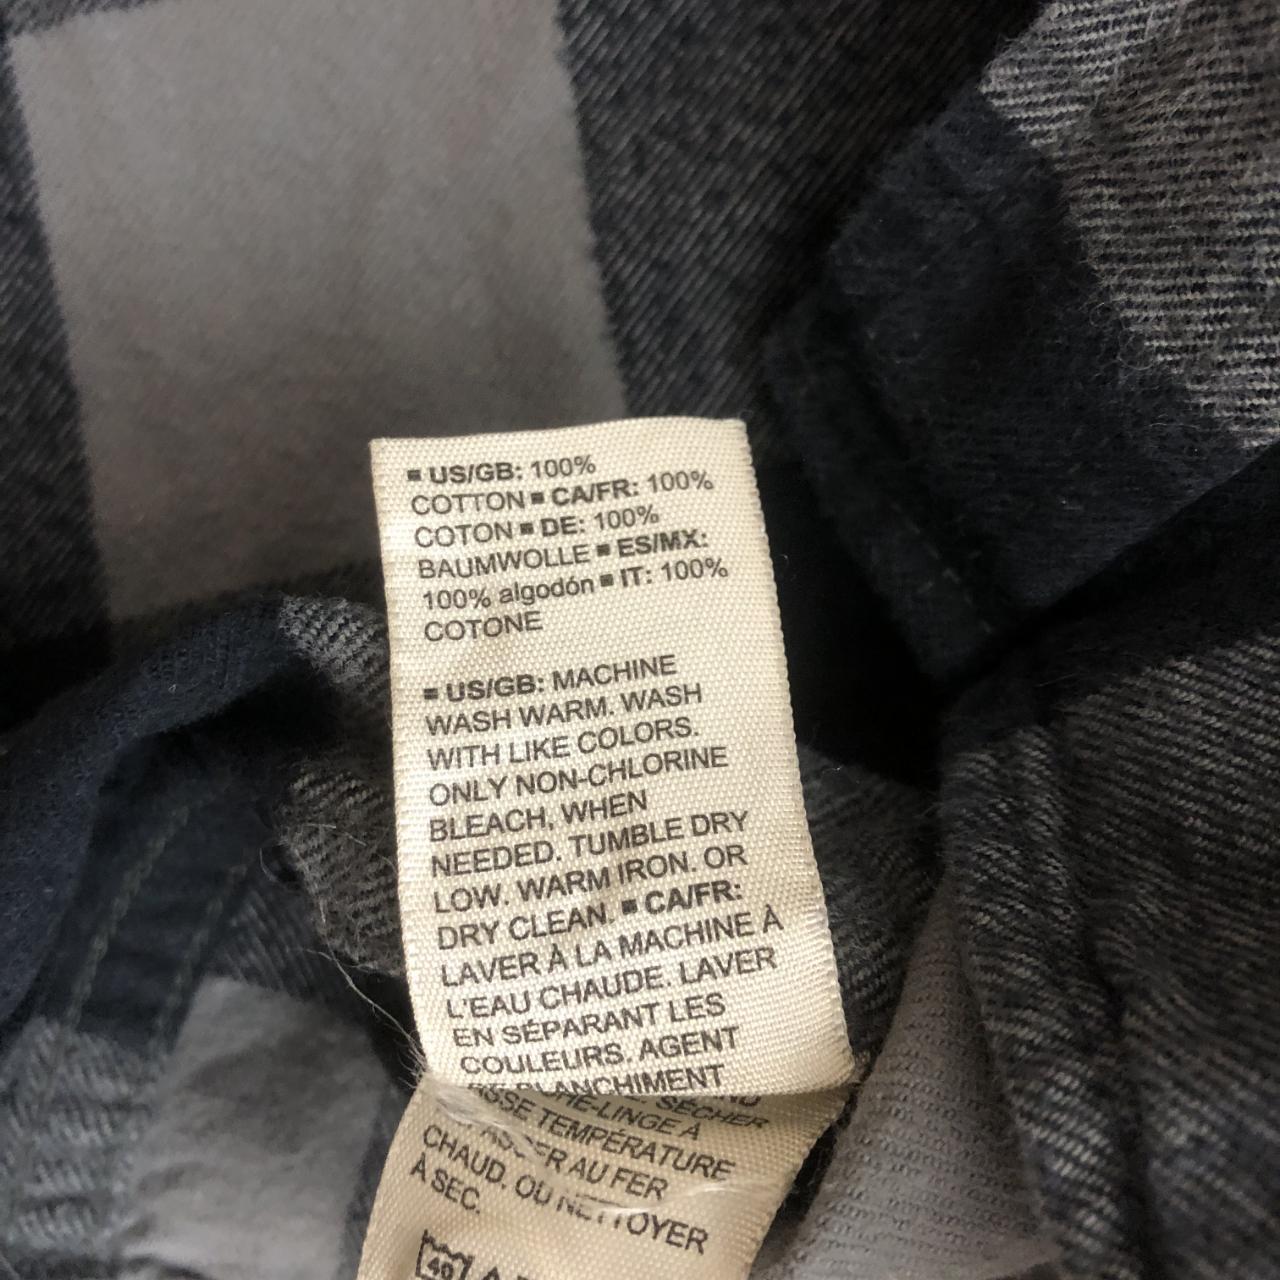 ▪ US/GB: 100%
COTTON ▪ CA/FR: 100%
COTON ▪ DE: 100%
BAUMWOLLE ▪ ES/MX:
100% algodón ▪ IT: 100%
COTONE
▪ US/GB: MACHINE
WASH WARM. WASH
WITH LIKE COLORS.
ONLY NON-CHLORINE
BLEACH, WHEN
NEEDED. TUMBLE DRY
LOW. WARM IRON. OR
DRY CLEAN. ▪ CA/FR:
LAVER À LA MACHINE À
L'EAU CHAUDE. LAVER
EN SÉPARANT LES
COULEURS. AGENT
BLANCHIMENT
SÉCHER
À
TEMPÉRATURE
AU FER
CHAUD. OU NETTOYER
À SEC.
40